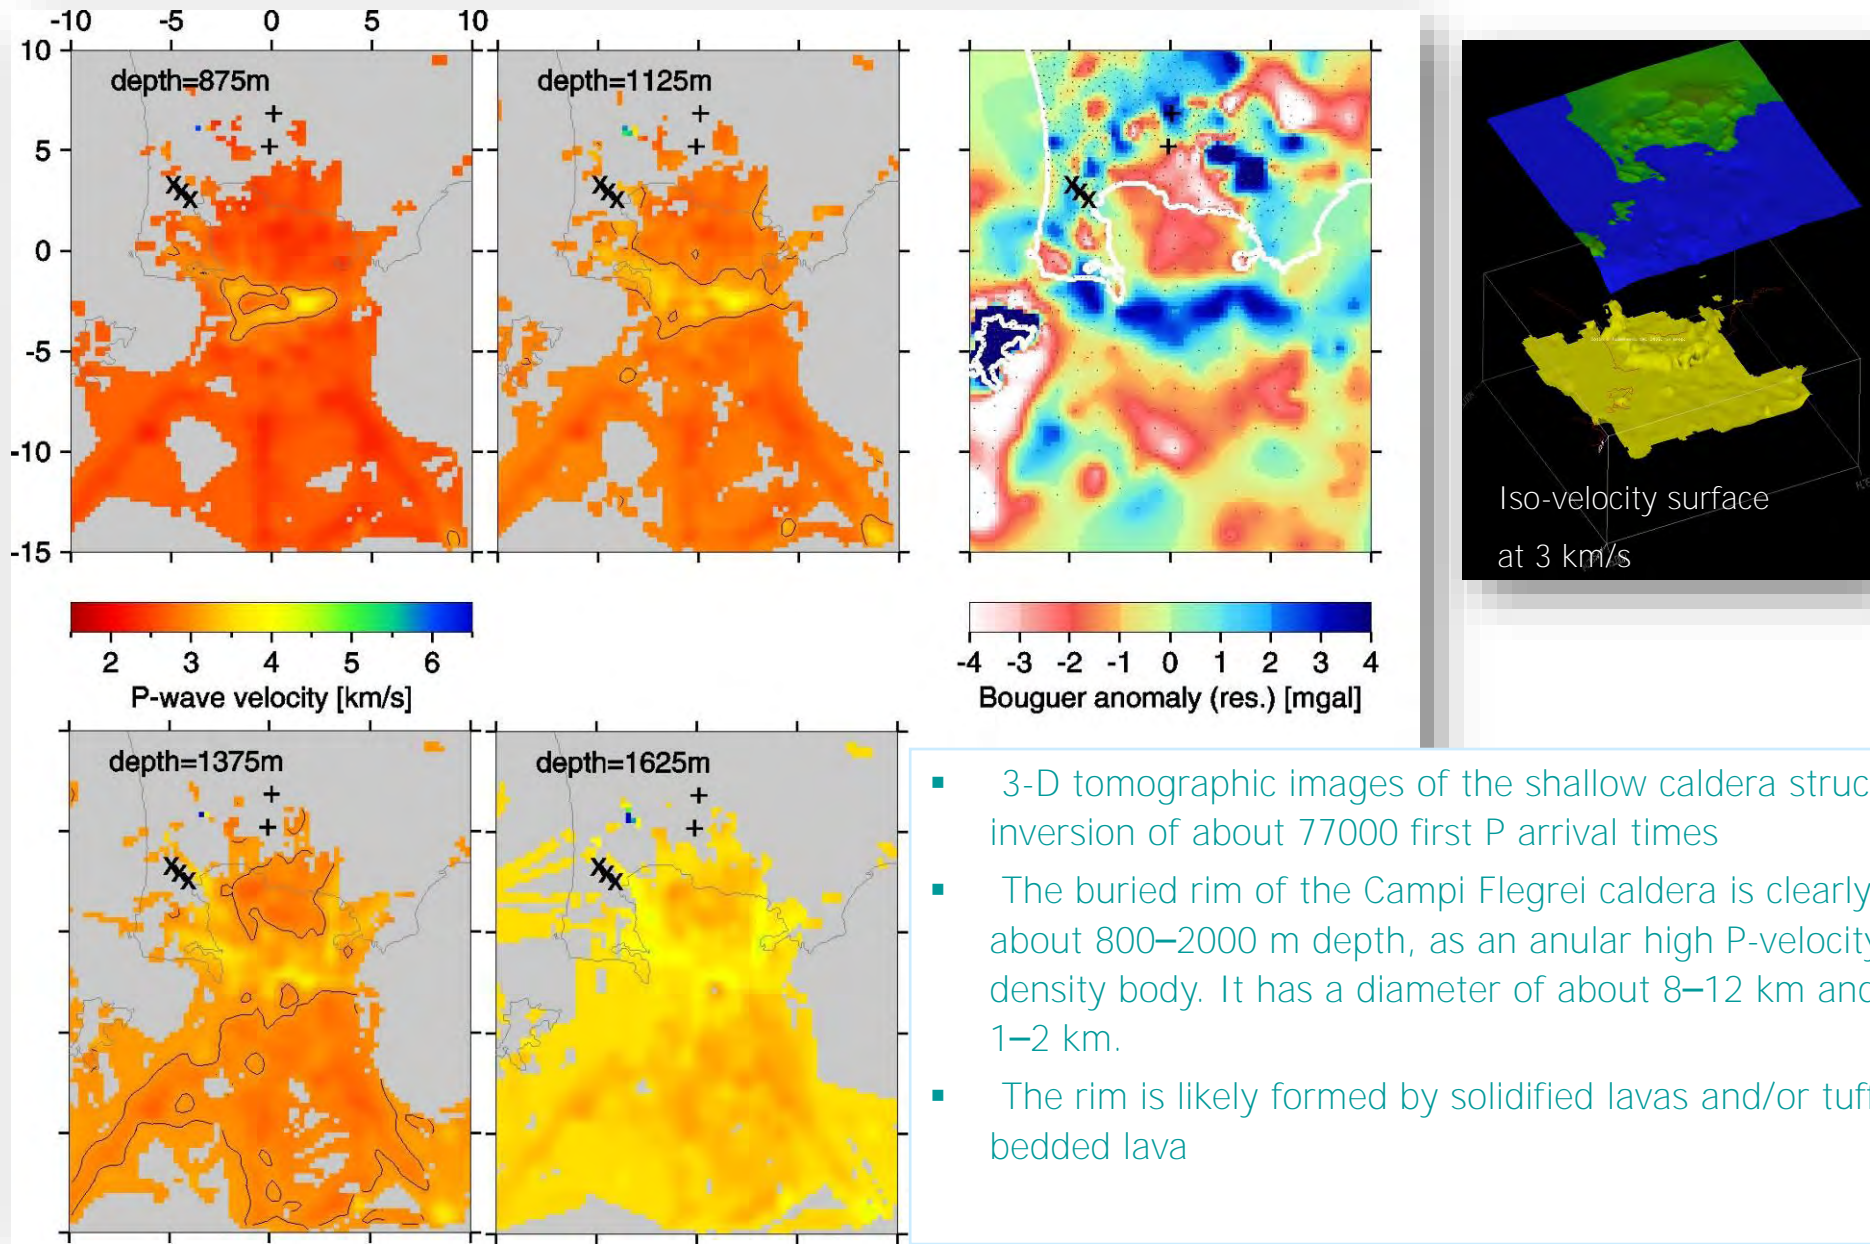 -10 -5 0 5 10
10
5
0
-5
-10
-15
depth=875m
depth=1125m
2 3 4 5 6
P-wave velocity [km/s]
-4 -3 -2 -1 0 1 2 3 4
Bouguer anomaly (res.) [mgal]
Iso-velocity surface
at 3 km/s
depth=1375m
depth=1625m
▪ 3-D tomographic images of the shallow caldera struc
inversion of about 77000 first P arrival times
▪ The buried rim of the Campi Flegrei caldera is clearly
about 800–2000 m depth, as an anular high P-velocity
density body. It has a diameter of about 8–12 km and
1–2 km.
▪ The rim is likely formed by solidified lavas and/or tuff
bedded lava